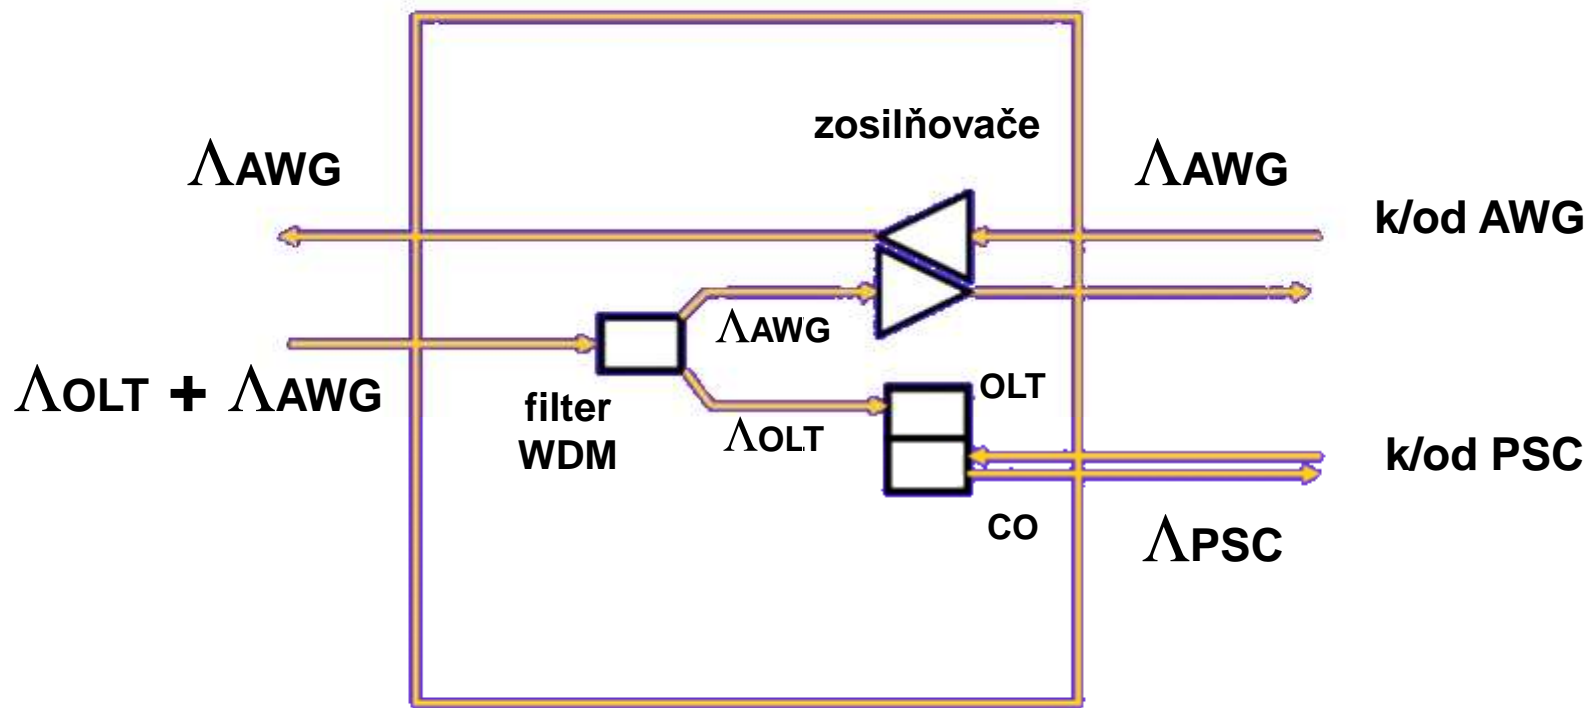 zosilňovače
ΛAWG
ΛAWG
k/od AWG
ΛAWG
ΛOLT + ΛAWG
filter
WDM
ΛOLT
OLT
k/od PSC
CO
ΛPSC